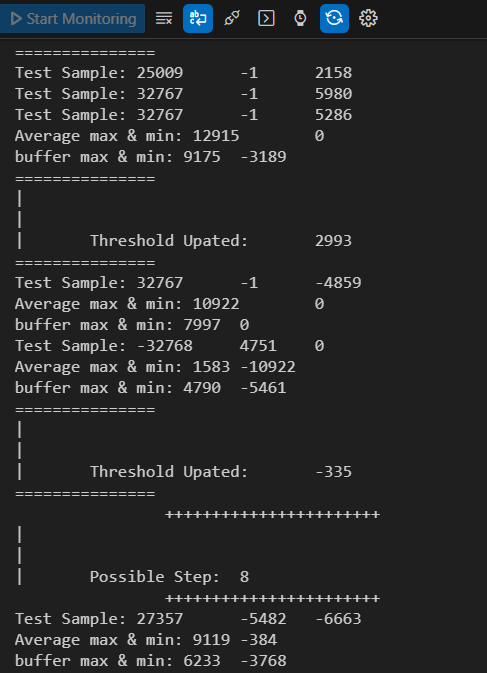 Start Monitoring
===============
Test Sample: 25009 -1 2158
Test Sample: 32767 -1 5980
Test Sample: 32767 -1 5286
Average max & min: 12915 0
buffer max & min: 9175 -3189
===============
|
|
| Threshold Upated: 2993
===============
Test Sample: 32767 -1 -4859
Average max & min: 10922 0
buffer max & min: 7997 0
Test Sample: -32768 4751 0
Average max & min: 1583 -10922
buffer max & min: 4790 -5461
===============
|
|
| Threshold Upated: -335
===============
+++++++++++++++++++++++
|
|
| Possible Step: 8
+++++++++++++++++++++++
Test Sample: 27357 -5482 -6663
Average max & min: 9119 -384
buffer max & min: 6233 -3768